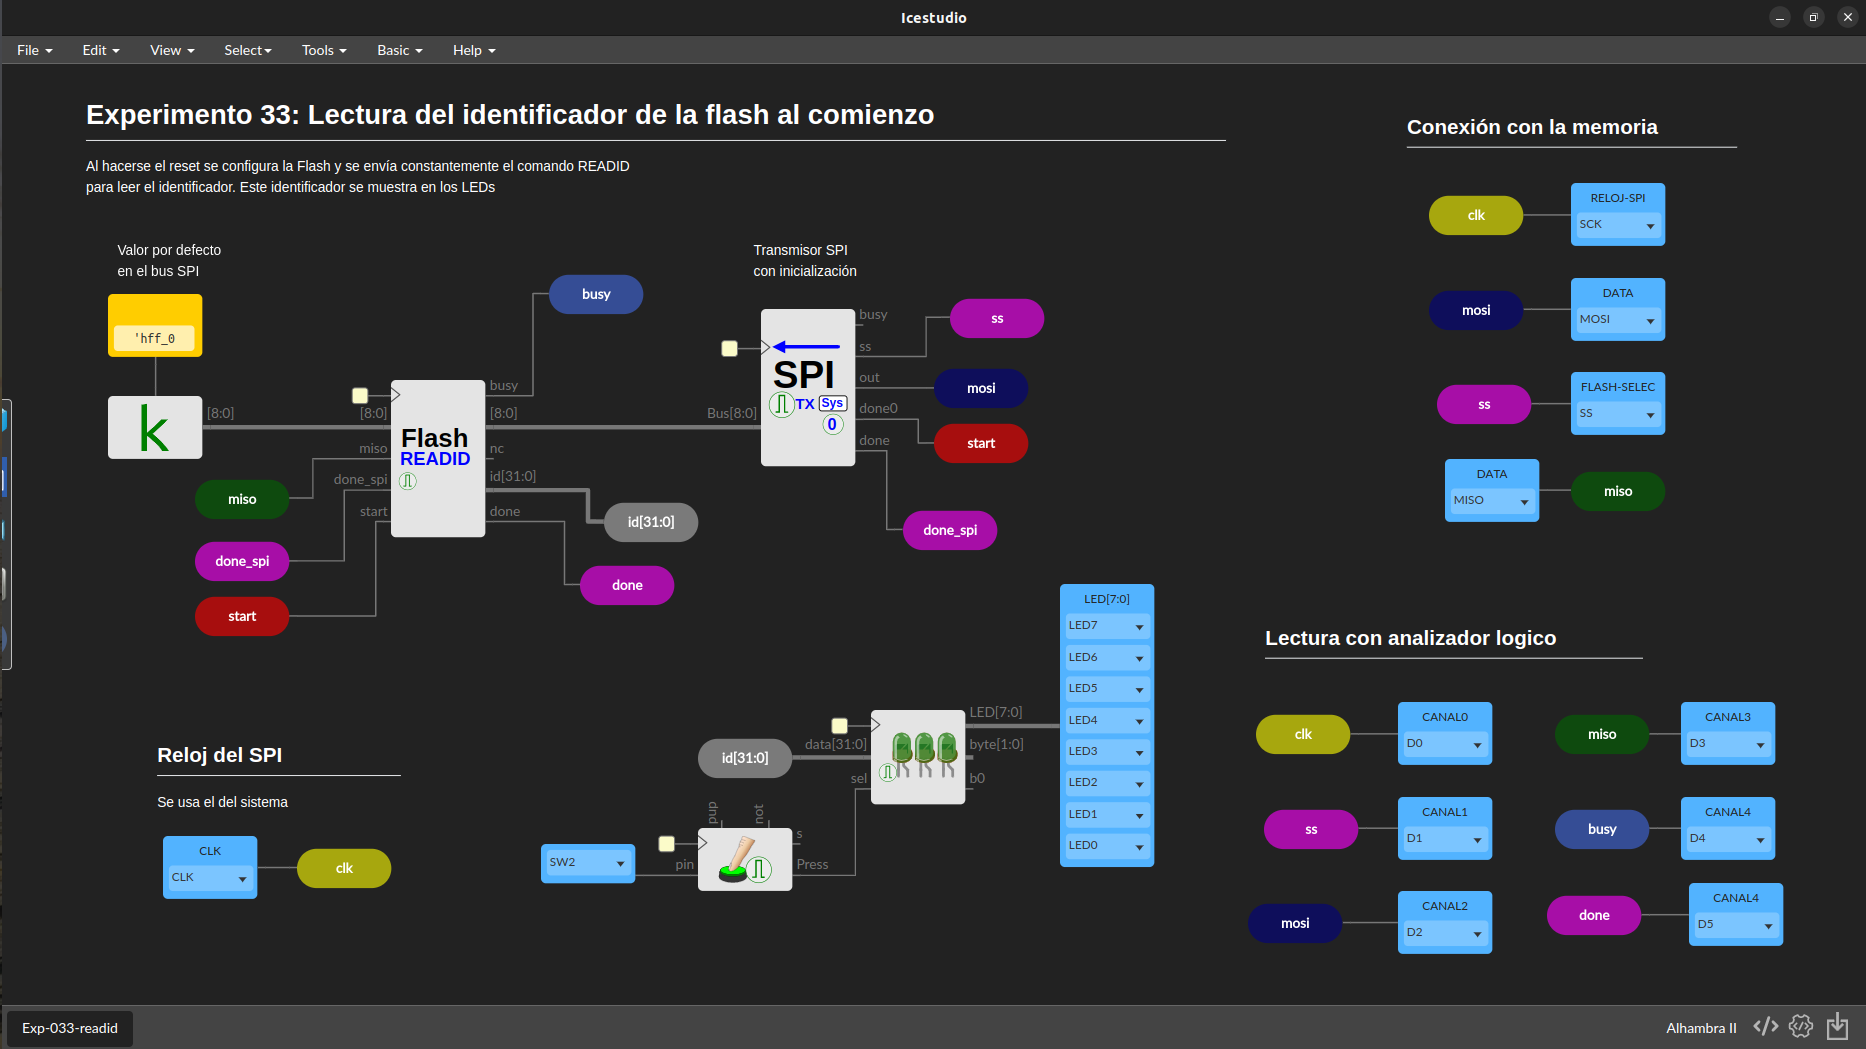 Icestudio
File
Edit
View
Select
Tools
Basic
Help
Experimento 33: Lectura del identificador de la flash al comienzo
Al hacerse el reset se configura la Flash y se envía constantemente el comando READID
para leer el identificador. Este identificador se muestra en los LEDs
Valor por defecto
en el bus SPI
'hff_0
k
[8:0]
[8:0]
miso
done_spi
start
Flash
READID
busy
[8:0]
nc
id[31:0]
done
miso
done_spi
start
busy
id[31:0]
done
Transmisor SPI
con inicialización
Bus[8:0]
SPI
TX
Sys
0
busy
ss
out
done0
done
ss
mosi
start
done_spi
Conexión con la memoria
clk
RELOJ-SPI
SCK
mosi
DATA
MOSI
ss
FLASH-SELEC
SS
DATA
MISO
miso
Reloj del SPI
Se usa el del sistema
CLK
CLK
clk
SW2
pin
pup
not
s
Press
id[31:0]
data[31:0]
sel
LED[7:0]
byte[1:0]
b0
LED[7:0]
LED7
LED6
LED5
LED4
LED3
LED2
LED1
LED0
Lectura con analizador logico
clk
CANAL0
D0
miso
CANAL3
D3
ss
CANAL1
D1
busy
CANAL4
D4
mosi
CANAL2
D2
done
CANAL4
D5
Exp-033-readid
Alhambra II